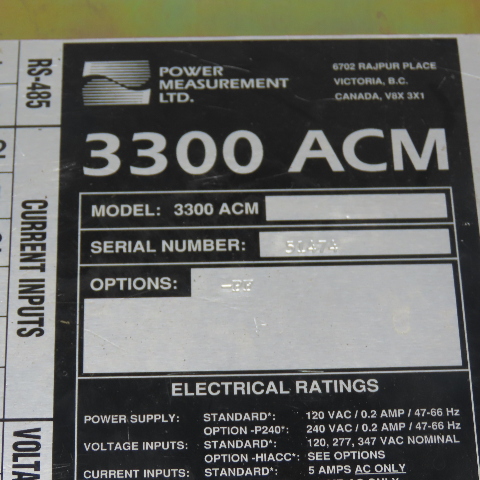 RS-485
CURRENT INPUTS
POWER
MEASUREMENT
LTD.
6702 RAJPUR PLACE
VICTORIA, B.C.
CANADA, V8X 3X1
3300 ACM
MODEL: 3300 ACM
SERIAL NUMBER:
OPTIONS:
ELECTRICAL RATINGS
POWER SUPPLY: STANDARD*: 120 VAC / 0.2 AMP / 47-66 Hz
OPTION -P240*: 240 VAC / 0.2 AMP / 47-66 Hz
VOLTAGE INPUTS: STANDARD*: 120, 277, 347 VAC NOMINAL
OPTION -HIACC*: SEE OPTIONS
CURRENT INPUTS: STANDARD*: 5 AMPS AC ONLY